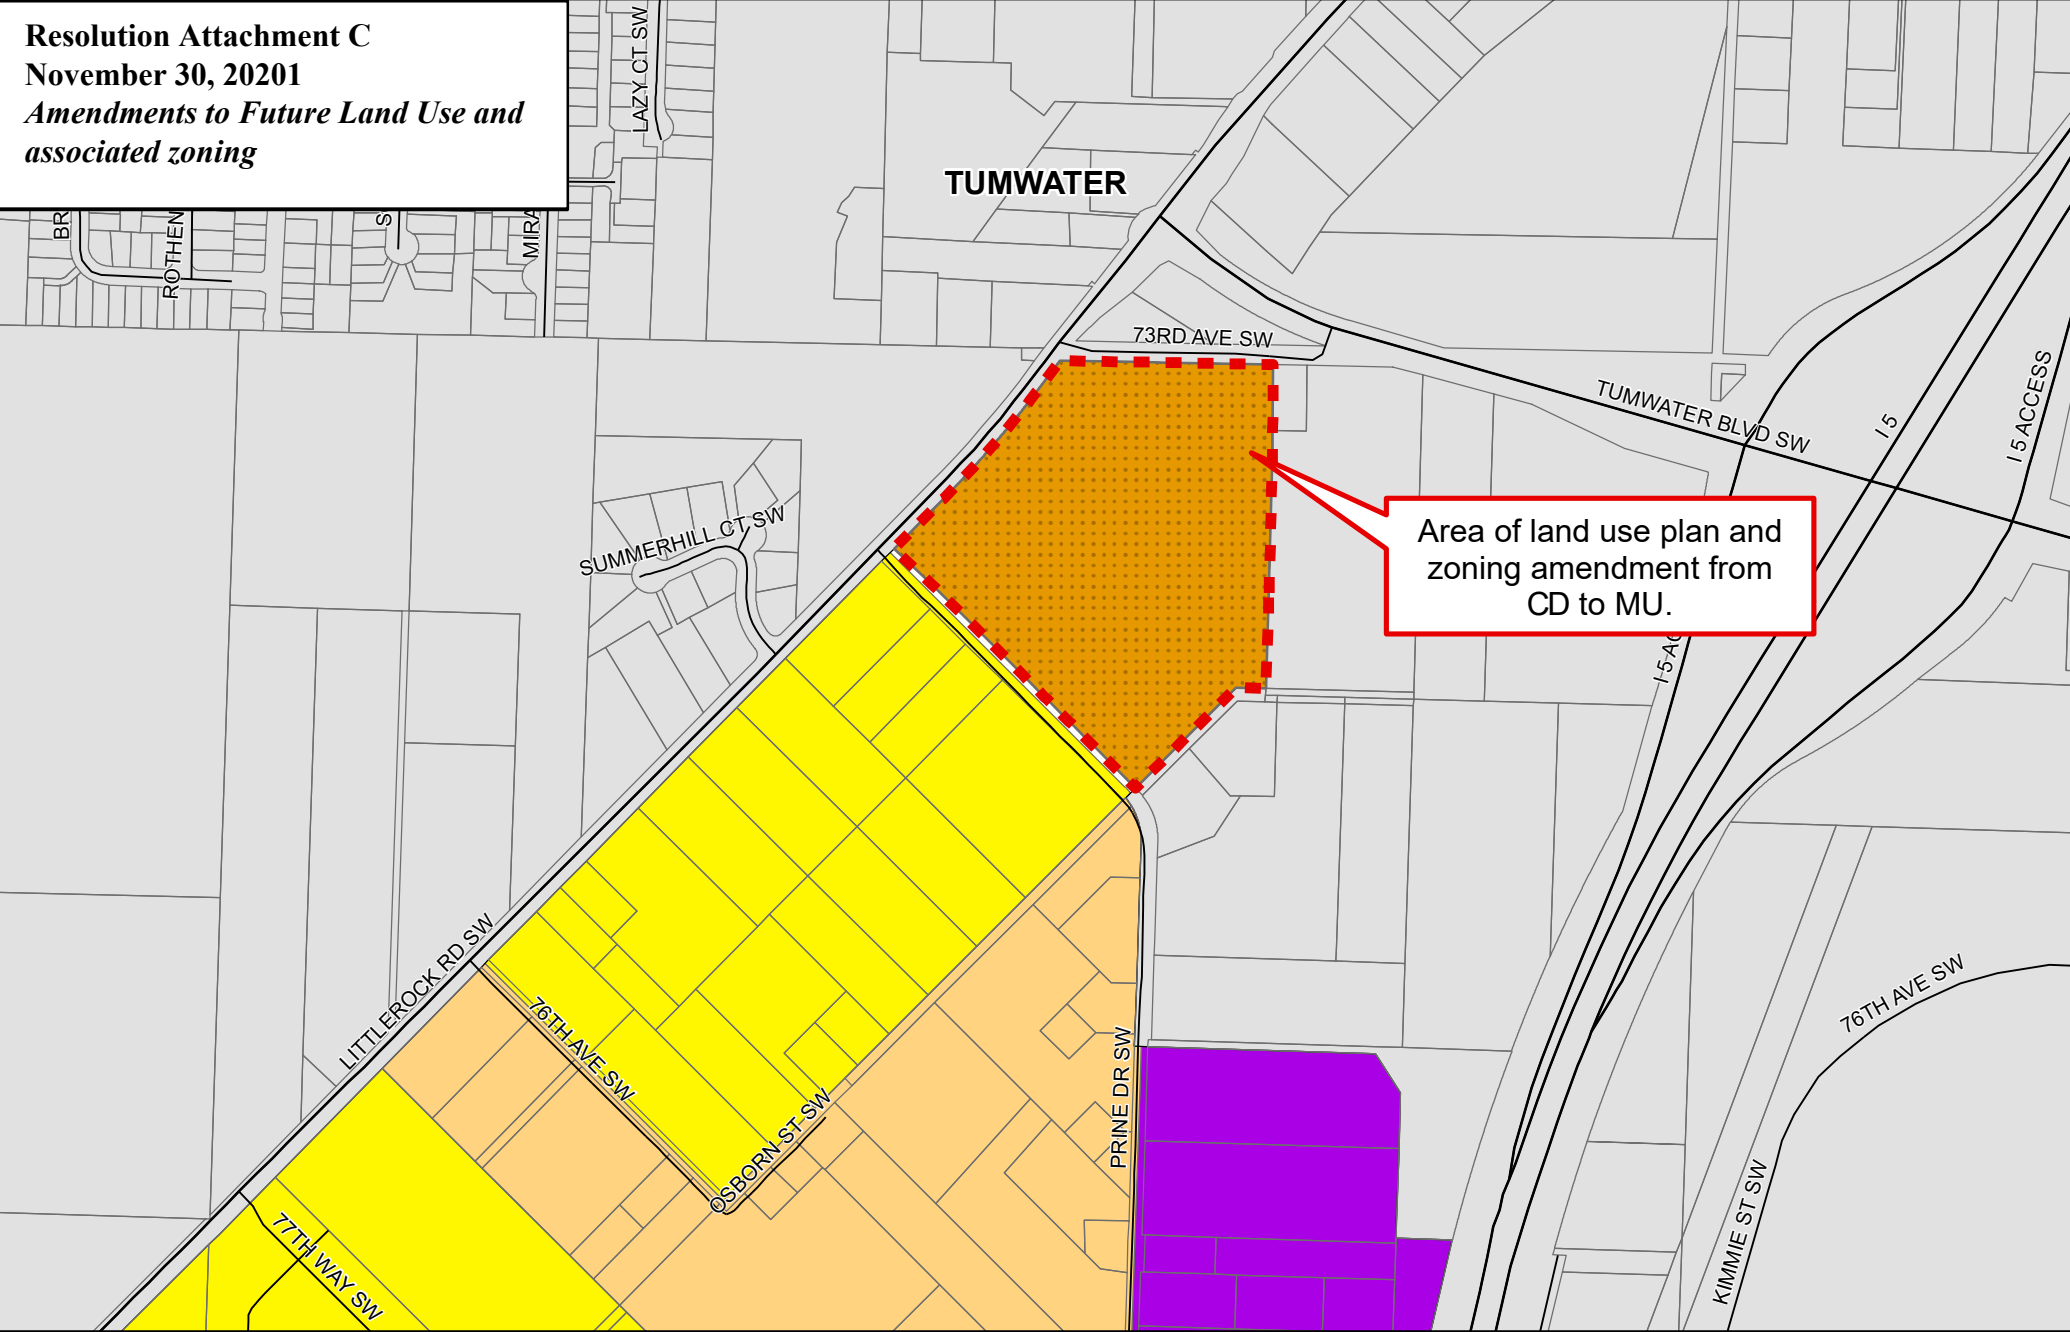 Resolution Attachment C
November 30, 20201
Amendments to Future Land Use and
associated zoning
LAZY CT SW
TUMWATER
BR
ROTHEN
S
MIRA
73RD AVE SW
TUMWATER BLVD SW
I 5
I 5 ACCESS
SUMMERHILL CT SW
Area of land use plan and
zoning amendment from
CD to MU.
I 5 AC
LITTLEROCK RD SW
76TH AVE SW
76TH AVE SW
PRINE DR SW
OSBORN ST SW
77TH WAY SW
KIMMIE ST SW